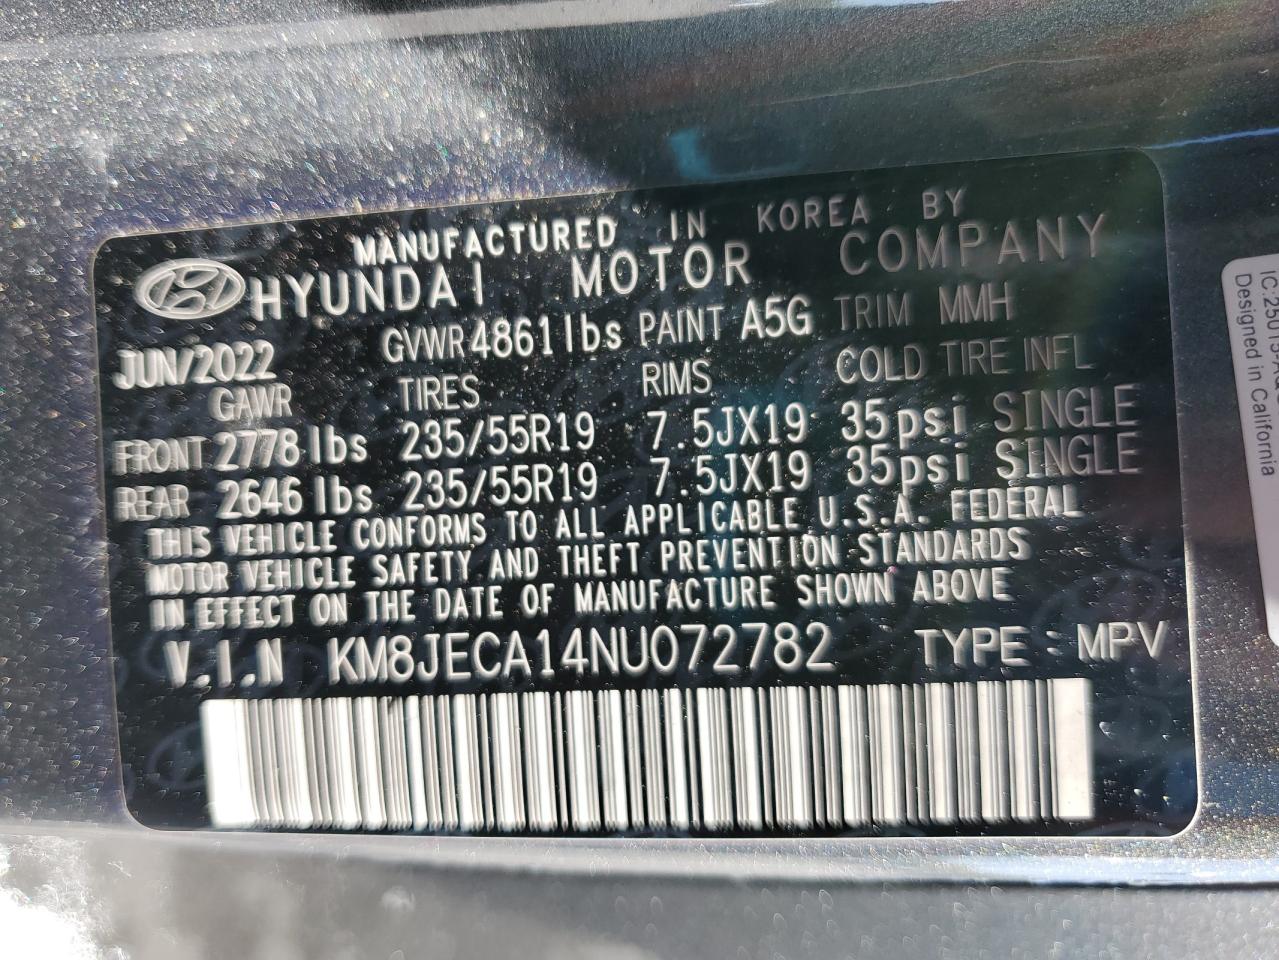 MANUFACTURED IN KOREA BY
HYUNDAI MOTOR COMPANY
JUN/2022 GVWR 4861 lbs PAINT A5G TRIM MMH
GAWR TIRES RIMS COLD TIRE INFL
FRONT 2778 lbs 235/55R19 7.5JX19 35psi SINGLE
REAR 2646 lbs 235/55R19 7.5JX19 35psi SINGLE
THIS VEHICLE CONFORMS TO ALL APPLICABLE U.S.A. FEDERAL
MOTOR VEHICLE SAFETY AND THEFT PREVENTION STANDARDS
IN EFFECT ON THE DATE OF MANUFACTURE SHOWN ABOVE
V.I.N KM8JECA14NU072782 TYPE : MPV
Designed in California